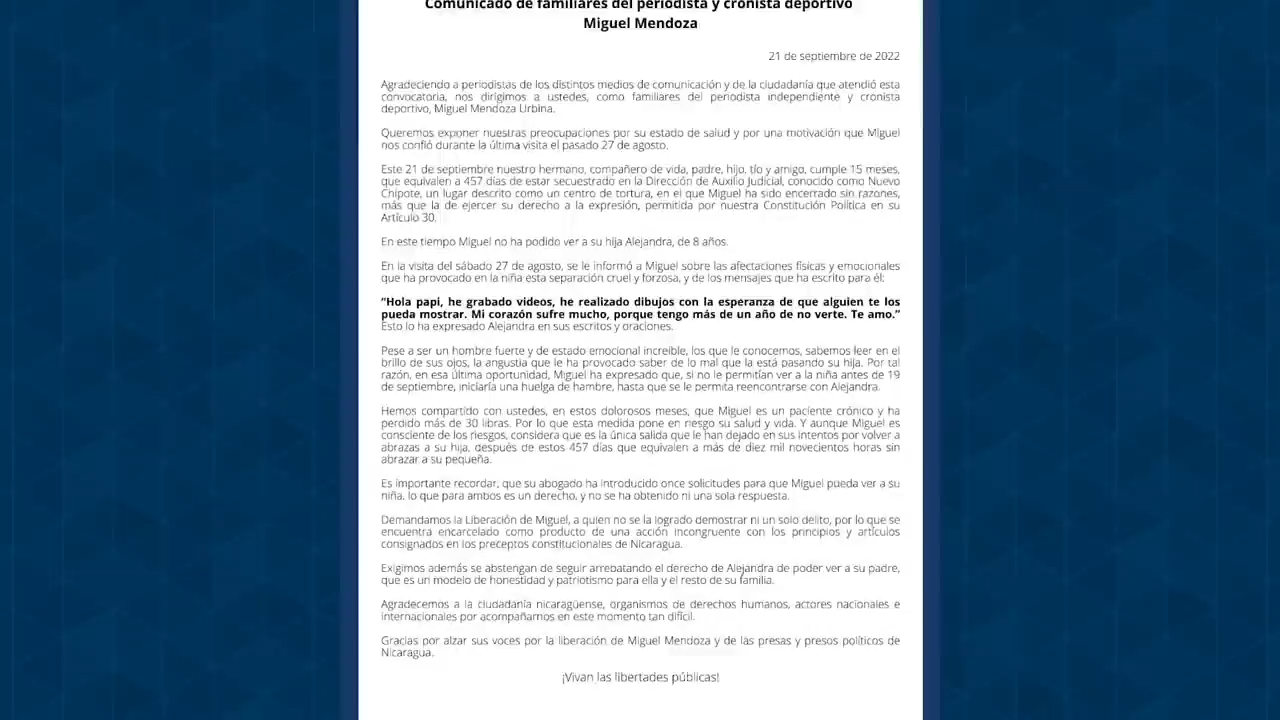 Comunicado de familiares del periodista y cronista deportivo
Miguel Mendoza
21 de septiembre de 2022
Agradeciendo a periodistas de los distintos medios de comunicación y de la ciudadanía que atendió esta
convocatoria, nos dirigimos a ustedes, como familiares del periodista independiente y cronista
deportivo, Miguel Mendoza Urbina.
Queremos exponer nuestras preocupaciones por su estado de salud y por una motivación que Miguel
nos confió durante la última visita el pasado 27 de agosto.
Este 21 de septiembre nuestro hermano, compañero de vida, padre, hijo, tío y amigo, cumple 15 meses,
que equivalen a 457 días de estar secuestrado en la Dirección de Auxilio Judicial, conocido como Nuevo
Chipote, un lugar descrito como un centro de tortura, en el que Miguel ha sido encerrado sin razones,
más que la de ejercer su derecho a la expresión, permitida por nuestra Constitución Política en su
Artículo 30.
En este tiempo Miguel no ha podido ver a su hija Alejandra, de 8 años.
En la visita del sábado 27 de agosto, se le informó a Miguel sobre las afectaciones físicas y emocionales
que ha provocado en la niña esta separación cruel y forzosa, y de los mensajes que ha escrito para él:
“Hola papi, he grabado videos, he realizado dibujos con la esperanza de que alguien te los
pueda mostrar. Mi corazón sufre mucho, porque tengo más de un año de no verte. Te amo.”
Esto lo ha expresado Alejandra en sus escritos y oraciones.
Pese a ser un hombre fuerte y de estado emocional increíble, los que le conocemos, sabemos leer en el
brillo de sus ojos, la angustia que le ha provocado saber de lo mal que la está pasando su hija. Por tal
razón, en esa última oportunidad, Miguel ha expresado que, si no le permitían ver a la niña antes de 19
de septiembre, iniciaría una huelga de hambre, hasta que se le permita reencontrarse con Alejandra.
Hemos compartido con ustedes, en estos dolorosos meses, que Miguel es un paciente crónico y ha
perdido más de 30 libras. Por lo que esta medida pone en riesgo su salud y vida. Y aunque Miguel es
consciente de los riesgos, considera que es la única salida que le han dejado en sus intentos por volver a
abrazas a su hija, después de estos 457 días que equivalen a más de diez mil novecientos horas sin
abrazar a su pequeña.
Es importante recordar, que su abogado ha introducido once solicitudes para que Miguel pueda ver a su
niña, lo que para ambos es un derecho, y no se ha obtenido ni una sola respuesta.
Demandamos la Liberación de Miguel, a quien no se la logrado demostrar ni un solo delito, por lo que se
encuentra encarcelado como producto de una acción incongruente con los principios y artículos
consignados en los preceptos constitucionales de Nicaragua.
Exigimos además se abstengan de seguir arrebatando el derecho de Alejandra de poder ver a su padre,
que es un modelo de honestidad y patriotismo para ella y el resto de su familia.
Agradecemos a la ciudadanía nicaragüense, organismos de derechos humanos, actores nacionales e
internacionales por acompañarnos en este momento tan difícil.
Gracias por alzar sus voces por la liberación de Miguel Mendoza y de las presas y presos políticos de
Nicaragua.
¡Vivan las libertades públicas!